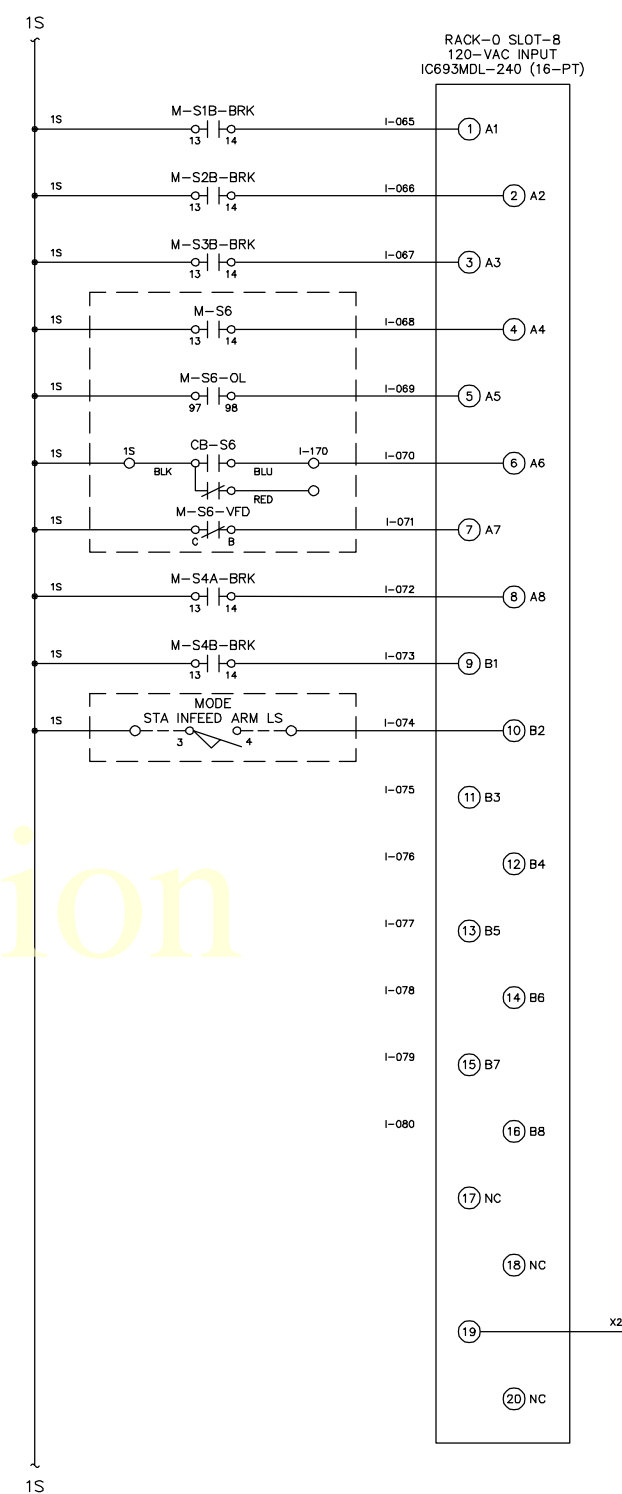 1S
RACK-0 SLOT-8
120-VAC INPUT
IC693MDL-240 (16-PT)
1S M-S1B-BRK I-065 1 A1
13 14
1S M-S2B-BRK I-066 2 A2
13 14
1S M-S3B-BRK I-067 3 A3
13 14
1S M-S6 I-068 4 A4
13 14
1S M-S6-OL I-069 5 A5
97 98
1S 1S CB-S6 I-170 I-070 6 A6
BLK BLU
RED
1S M-S6-VFD I-071 7 A7
C B
1S M-S4A-BRK I-072 8 A8
13 14
1S M-S4B-BRK I-073 9 B1
13 14
MODE
1S STA INFEED ARM LS I-074 10 B2
3 4
I-075 11 B3
I-076 12 B4
ion
I-077 13 B5
I-078 14 B6
I-079 15 B7
I-080 16 B8
17 NC
18 NC
19 X2
20 NC
1S